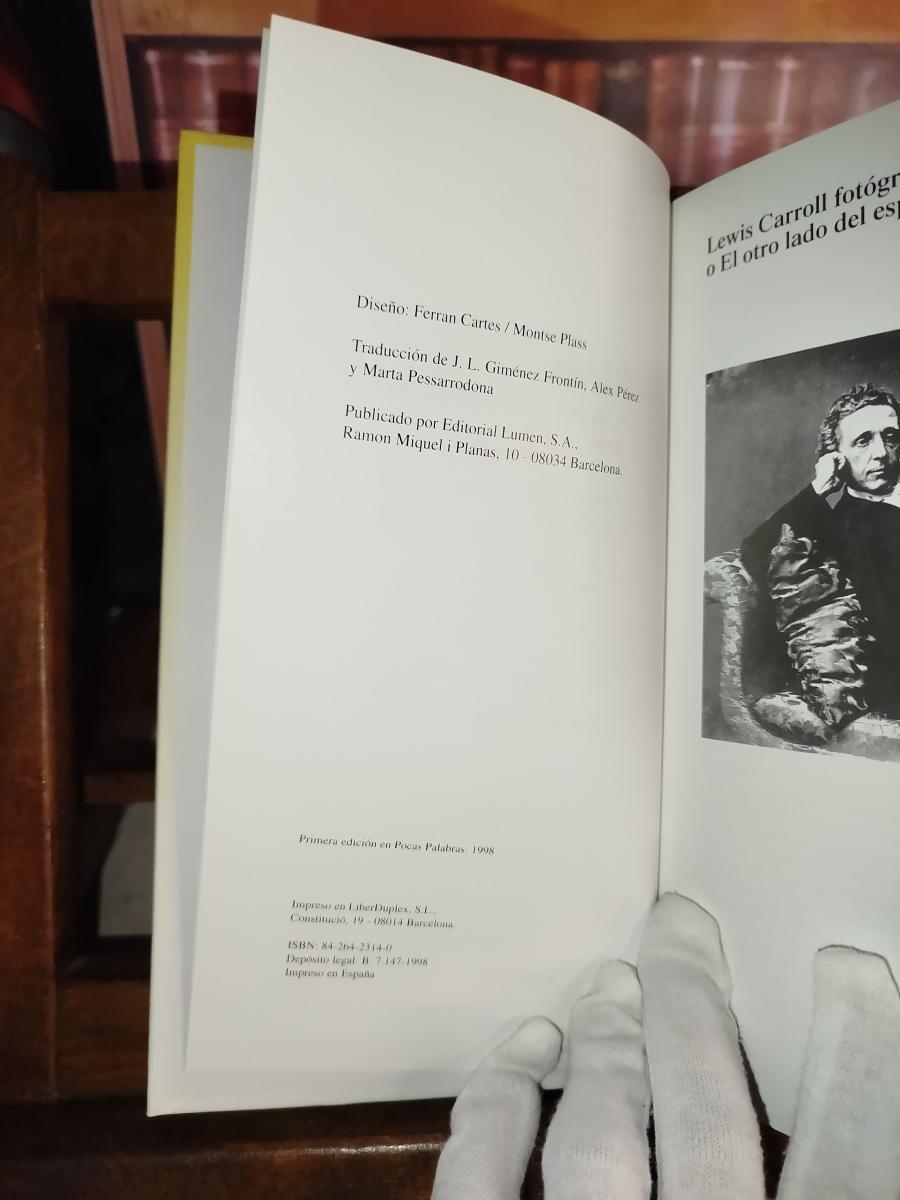 Diseño: Ferran Cartes / Montse Plass
Traducción de J. L. Giménez Frontín, Alex Pérez
y Marta Pessarrodona
Publicado por Editorial Lumen, S.A.,
Ramon Miquel i Planas, 10 - 08034 Barcelona.
Primera edición en Pocas Palabras: 1998
Impreso en LiberDuplex, S.L.,
Constitució, 19 - 08014 Barcelona.
ISBN: 84-264-2314-0
Depósito legal: B. 7.147-1998
Impreso en España
Lewis Carroll
o El otro lado del